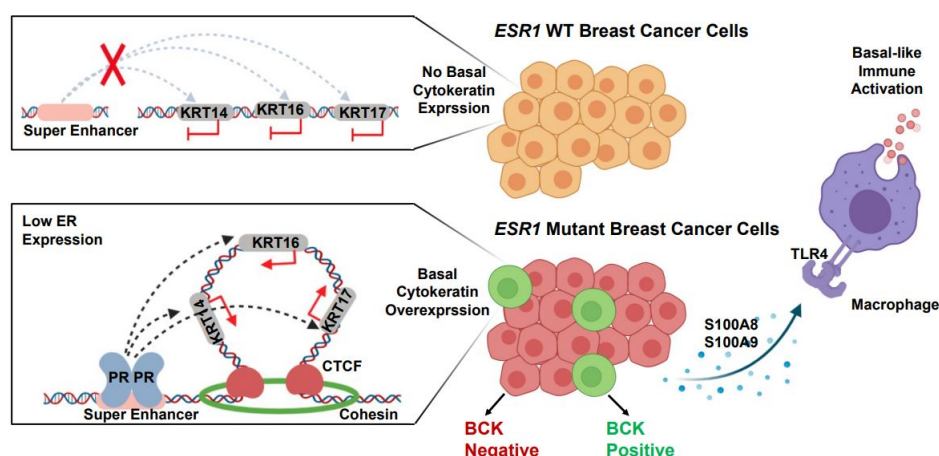 ESR1 WT Breast Cancer Cells
No Basal
Cytokeratin
Exprssion
KRT14
KRT16
KRT17
Super Enhancer
Basal-like
Immune
Activation
Low ER
Expression
KRT16
KRT14
KRT17
PR PR
CTCF
Super Enhancer
Cohesin
ESR1 Mutant Breast Cancer Cells
Basal
Cytokeratin
Overexprssion
TLR4
Macrophage
S100A8
S100A9
BCK
Negative
BCK
Positive